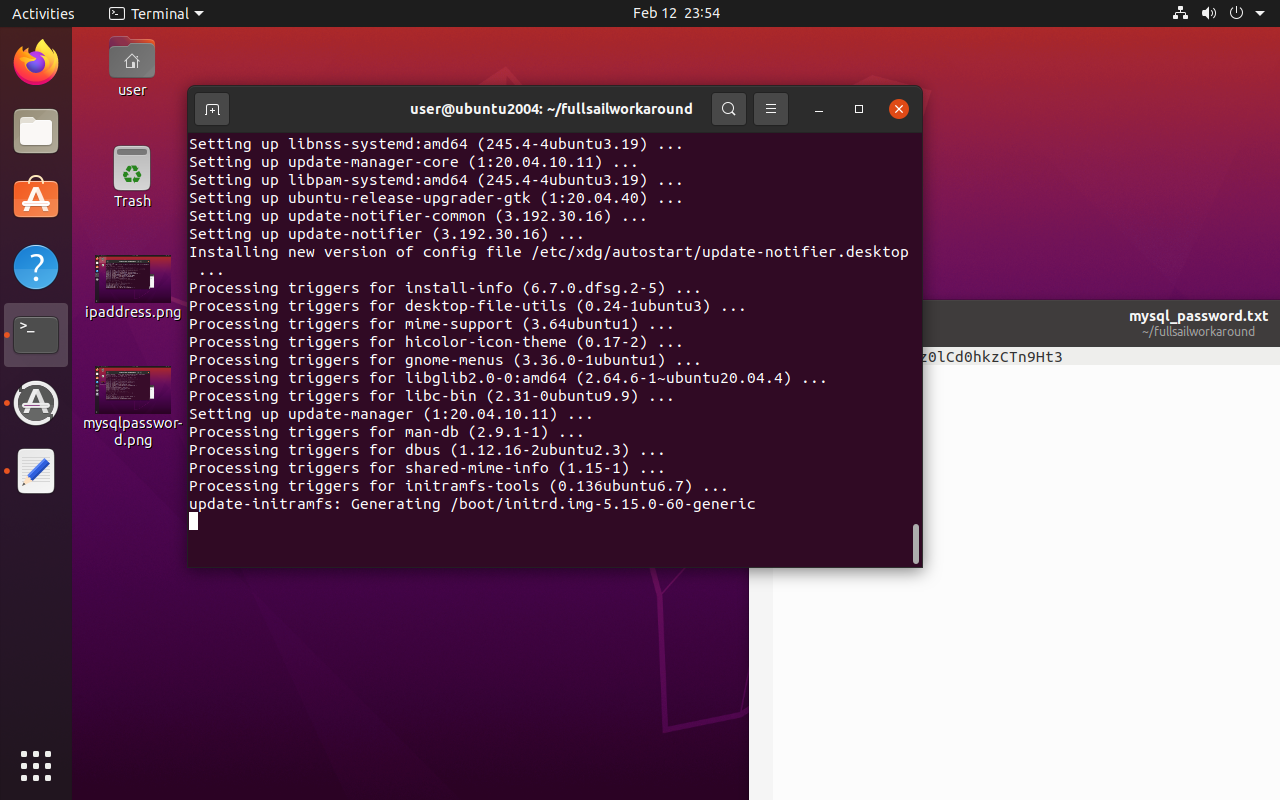 Activities
Terminal
Feb 12 23:54
user
Trash
ipaddress.png
mysqlpasswor-
d.png
user@ubuntu2004: ~/fullsailworkaround
Setting up libnss-systemd:amd64 (245.4-4ubuntu3.19) ...
Setting up update-manager-core (1:20.04.10.11) ...
Setting up libpam-systemd:amd64 (245.4-4ubuntu3.19) ...
Setting up ubuntu-release-upgrader-gtk (1:20.04.40) ...
Setting up update-notifier-common (3.192.30.16) ...
Setting up update-notifier (3.192.30.16) ...
Installing new version of config file /etc/xdg/autostart/update-notifier.desktop
 ...
Processing triggers for install-info (6.7.0.dfsg.2-5) ...
Processing triggers for desktop-file-utils (0.24-1ubuntu3) ...
Processing triggers for mime-support (3.64ubuntu1) ...
Processing triggers for hicolor-icon-theme (0.17-2) ...
Processing triggers for gnome-menus (3.36.0-1ubuntu1) ...
Processing triggers for libglib2.0-0:amd64 (2.64.6-1~ubuntu20.04.4) ...
Processing triggers for libc-bin (2.31-0ubuntu9.9) ...
Setting up update-manager (1:20.04.10.11) ...
Processing triggers for man-db (2.9.1-1) ...
Processing triggers for dbus (1.12.16-2ubuntu2.3) ...
Processing triggers for shared-mime-info (1.15-1) ...
Processing triggers for initramfs-tools (0.136ubuntu6.7) ...
update-initramfs: Generating /boot/initrd.img-5.15.0-60-generic
mysql_password.txt
~/fullsailworkaround
z0lCd0hkzCTn9Ht3